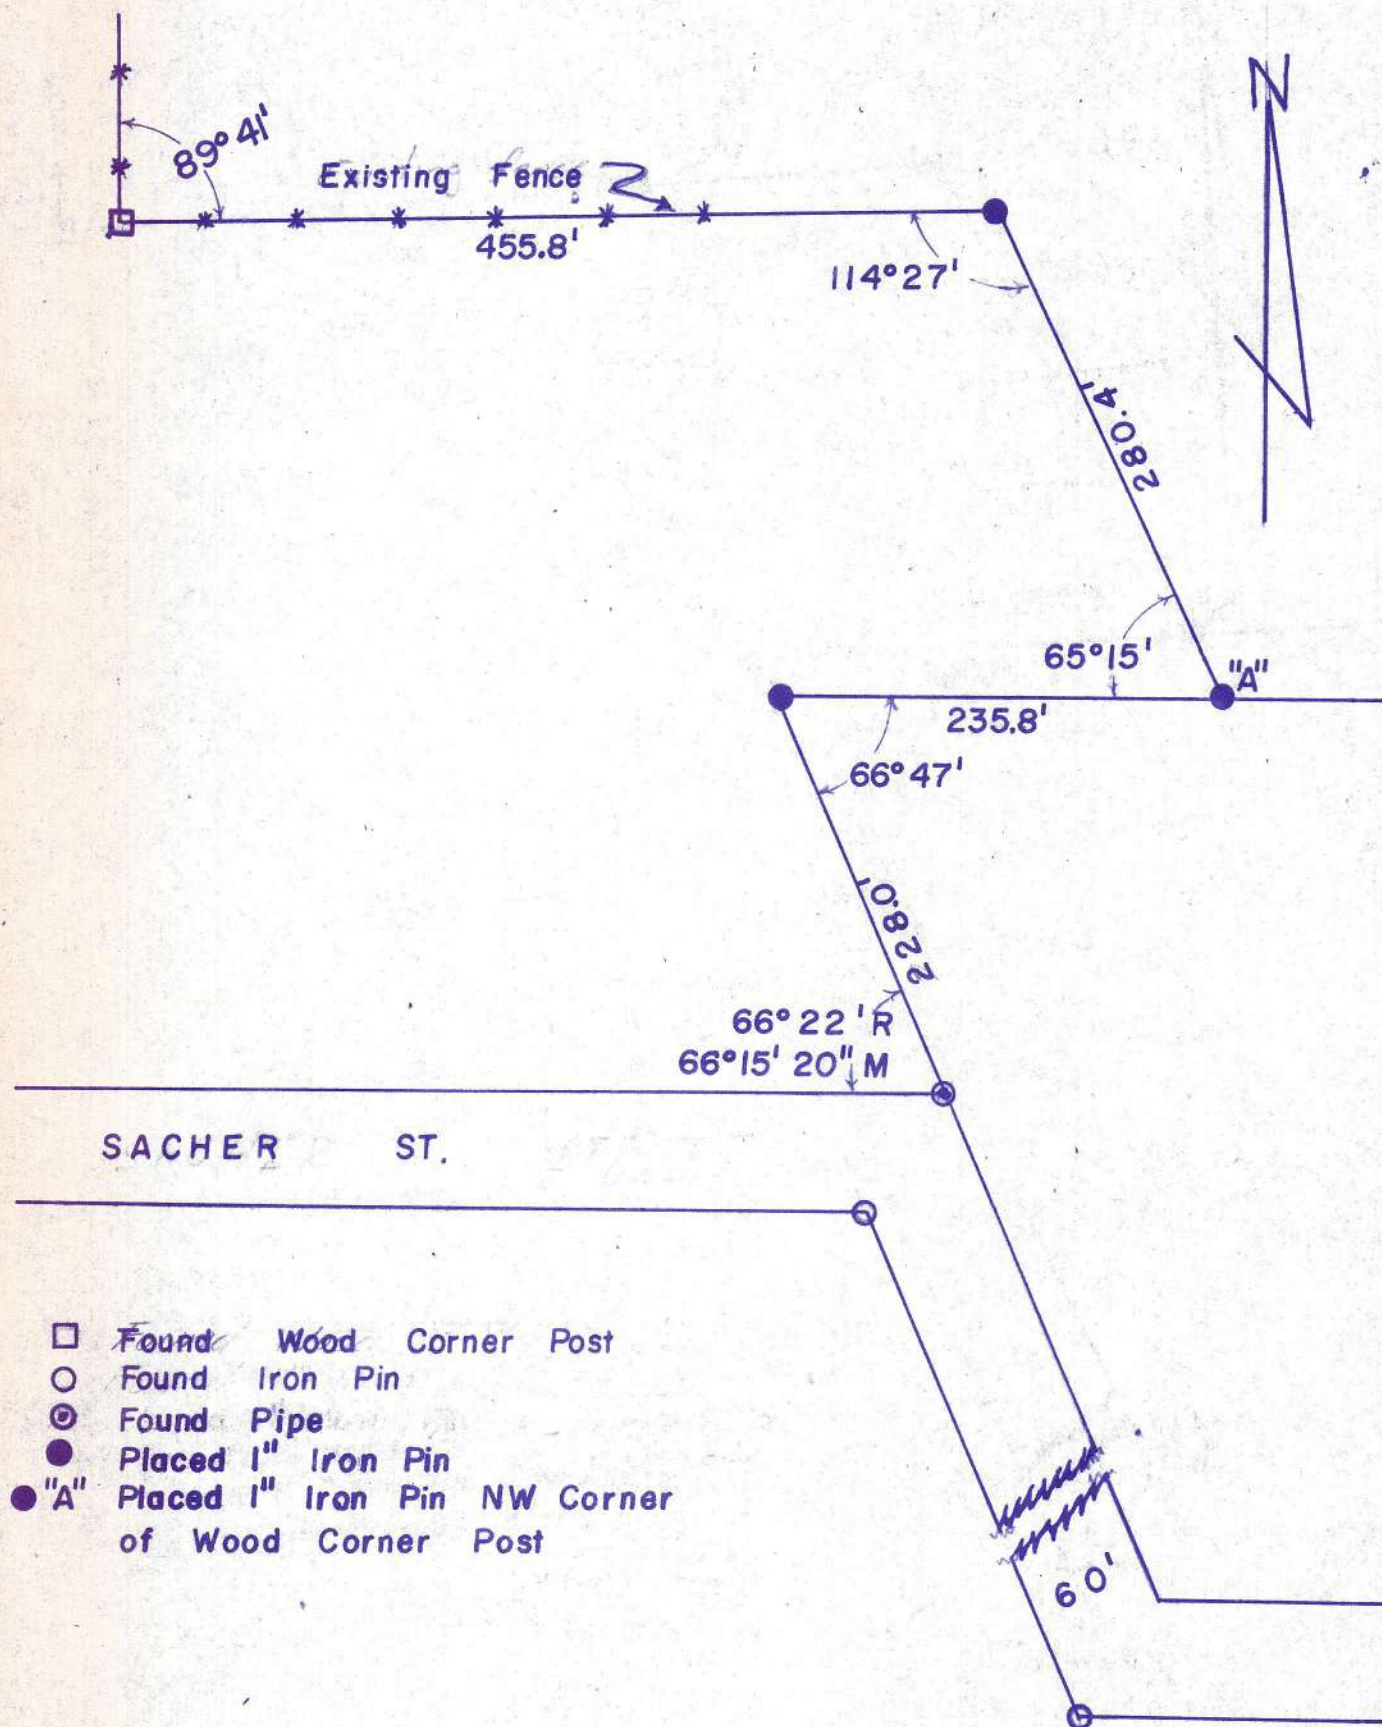 N
89°41'
Existing Fence
455.8'
114°27'
280.4'
65°15'
"A"
235.8'
66°47'
228.0'
66°22'R
66°15'20"M
SACHER ST.
Found Wood Corner Post
Found Iron Pin
Found Pipe
Placed 1" Iron Pin
"A" Placed 1" Iron Pin NW Corner
of Wood Corner Post
60'